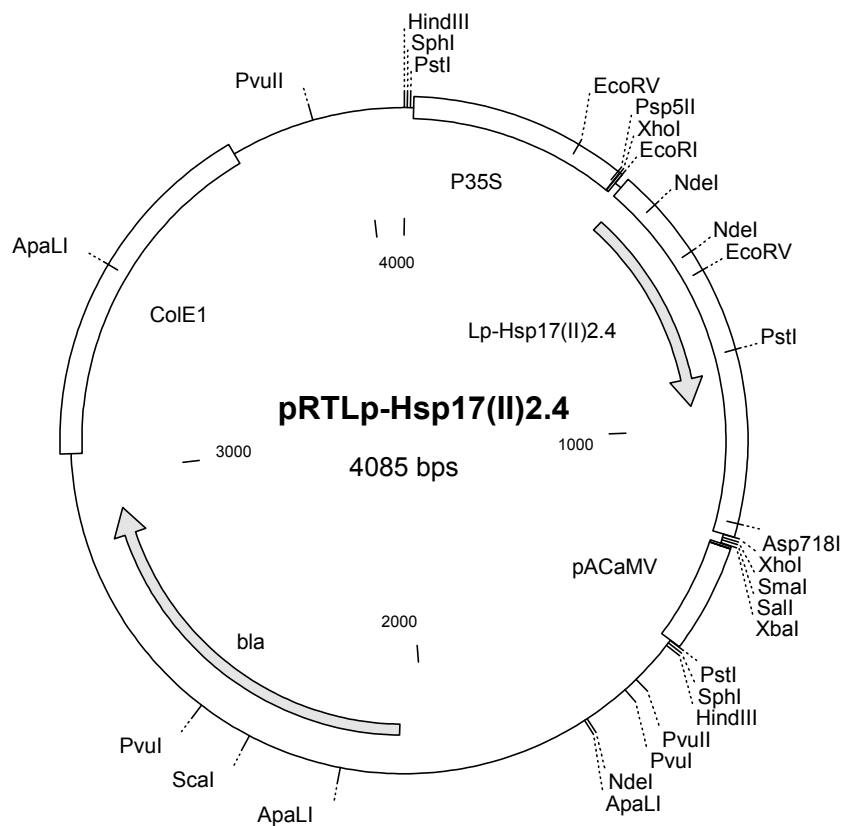 HindIII
SphI
PstI
PvuII
EcoRV
Psp5II
XhoI
EcoRI
P35S
NdeI
NdeI
EcoRV
ApaLI
4000
ColE1
Lp-Hsp17(II)2.4
PstI
pRTLp-Hsp17(II)2.4
1000
3000
4085 bps
Asp718I
XhoI
SmaI
SalI
XbaI
pACaMV
2000
bla
PstI
SphI
HindIII
PvuII
PvuI
NdeI
ApaLI
PvuI
ScaI
ApaLI